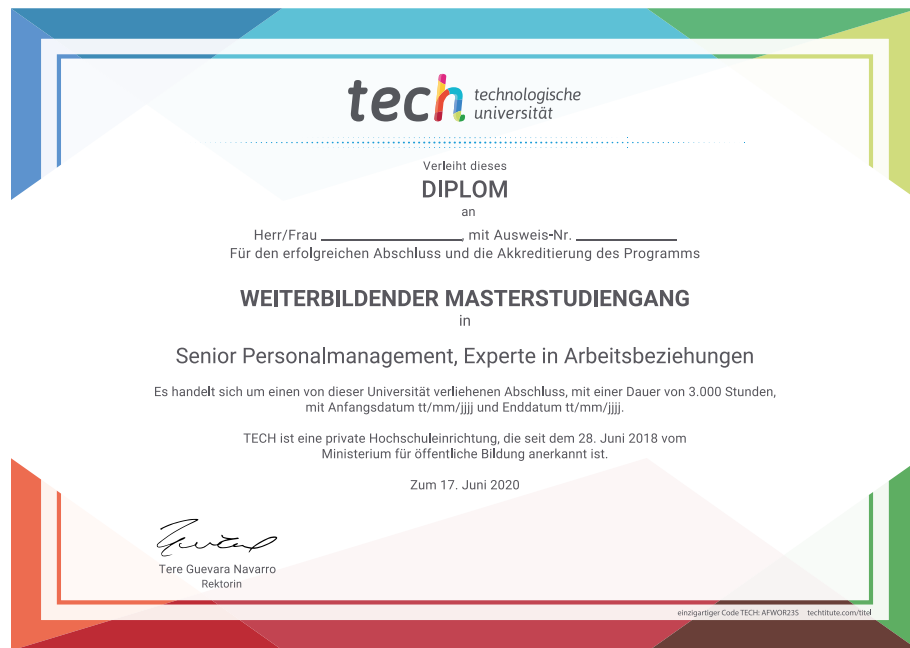 tech technologische
universität
Verleiht dieses
DIPLOM
an
Herr/Frau ____________, mit Ausweis-Nr. ____________
Für den erfolgreichen Abschluss und die Akkreditierung des Programms
WEITERBILDENDER MASTERSTUDIENGANG
in
Senior Personalmanagement, Experte in Arbeitsbeziehungen
Es handelt sich um einen von dieser Universität verliehenen Abschluss, mit einer Dauer von 3.000 Stunden,
mit Anfangsdatum tt/mm/jjjj und Enddatum tt/mm/jjjj.
TECH ist eine private Hochschuleinrichtung, die seit dem 28. Juni 2018 vom
Ministerium für öffentliche Bildung anerkannt ist.
Zum 17. Juni 2020
Tere Guevara Navarro
Rektorin
einzigartiger Code TECH: AFWOR23S techtitute.com/titel